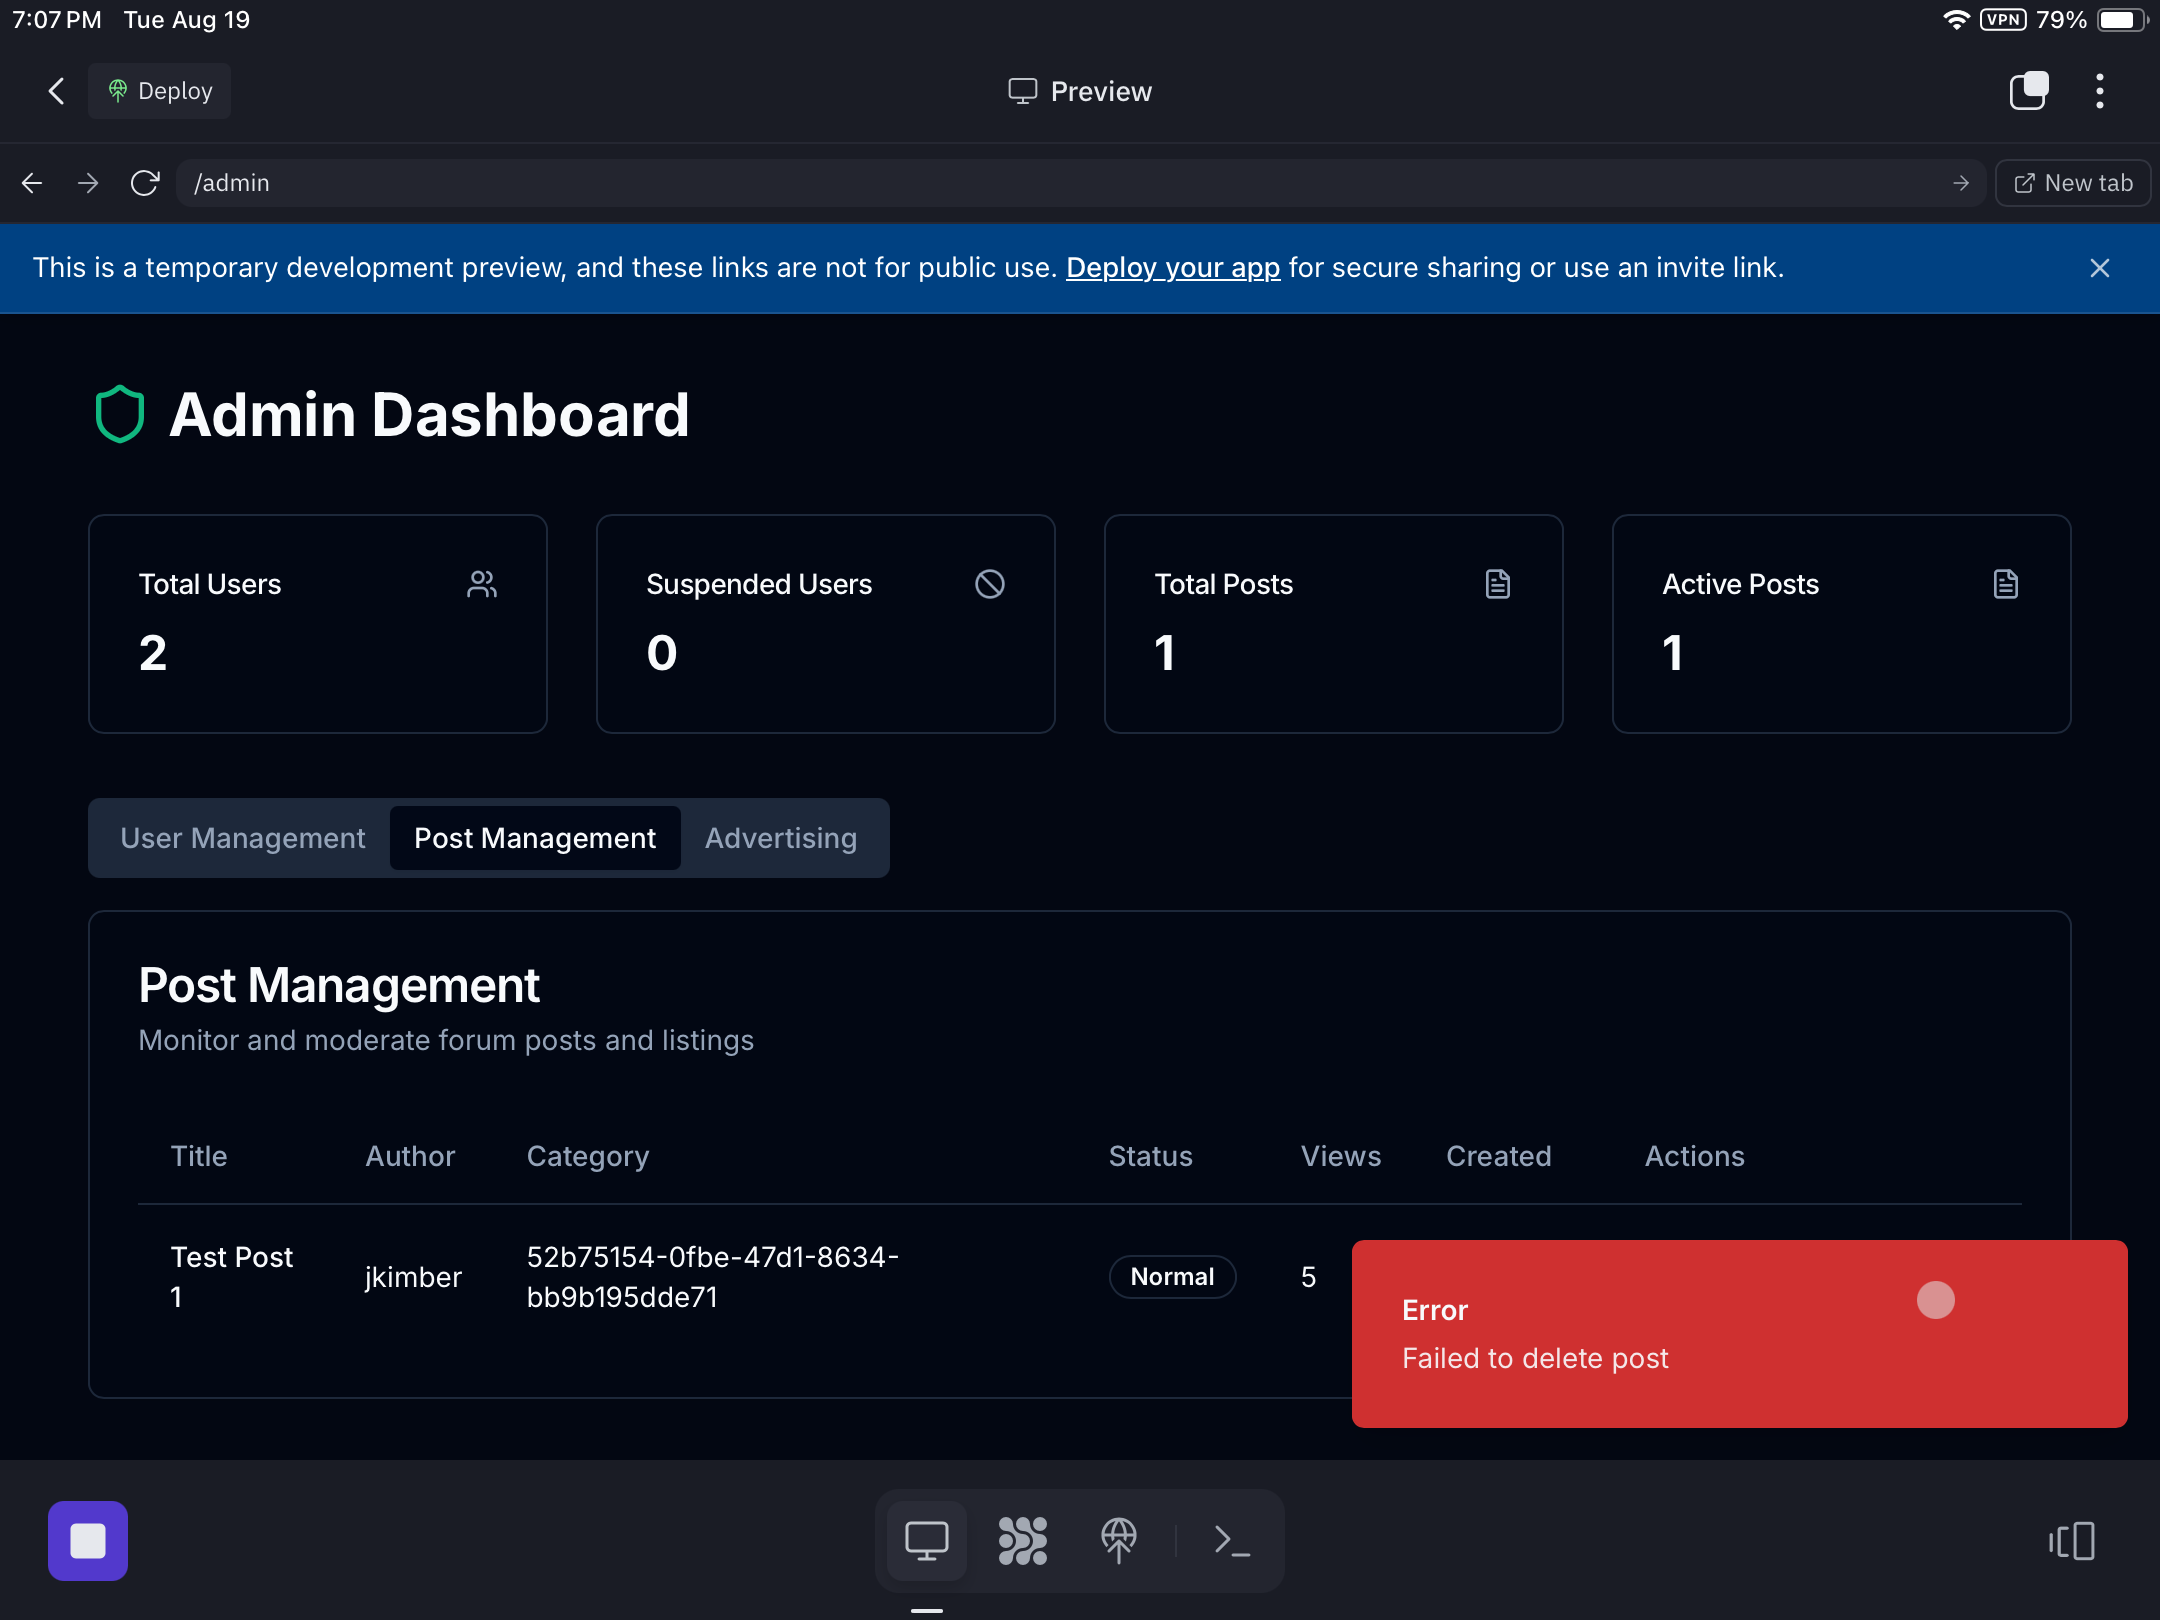 7:07 PM Tue Aug 19
VPN 79%
Deploy
Preview
/admin
New tab
This is a temporary development preview, and these links are not for public use. Deploy your app for secure sharing or use an invite link.
Admin Dashboard
Total Users
2
Suspended Users
0
Total Posts
1
Active Posts
1
User Management
Post Management
Advertising
Post Management
Monitor and moderate forum posts and listings
Title Author Category Status Views Created Actions
Test Post
1
jkimber
52b75154-0fbe-47d1-8634-
bb9b195dde71
Normal
5
Error
Failed to delete post